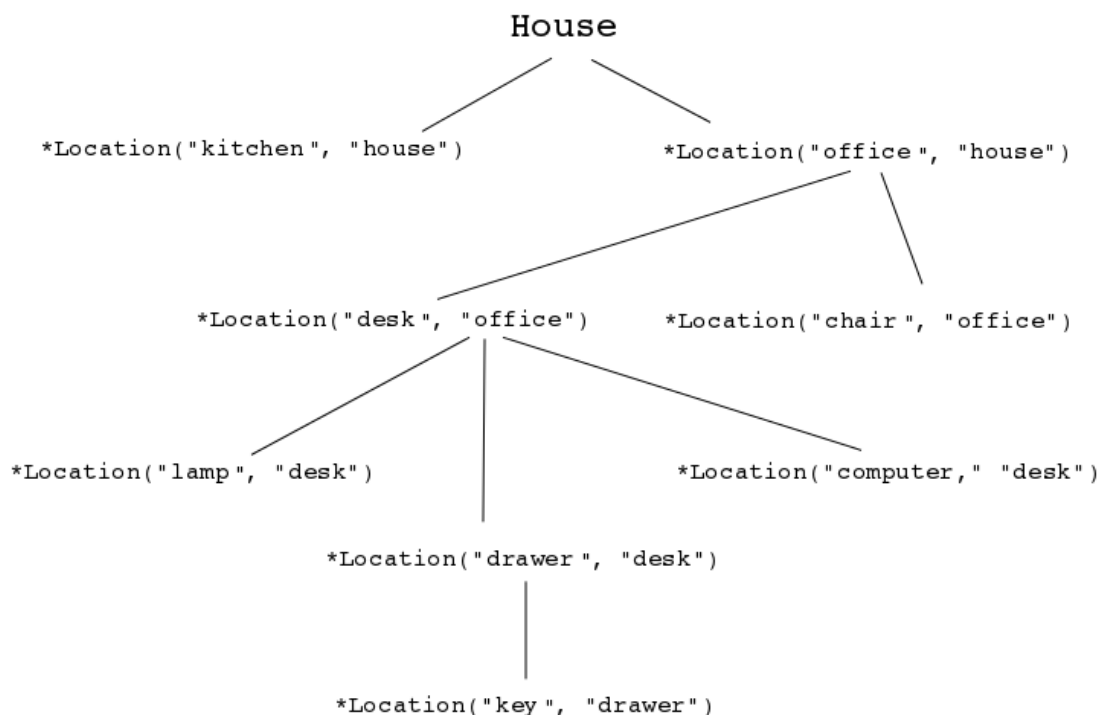 House
*Location("kitchen", "house")
*Location("office", "house")
*Location("desk", "office")
*Location("chair", "office")
*Location("lamp", "desk")
*Location("computer," "desk")
*Location("drawer", "desk")
*Location("key", "drawer")